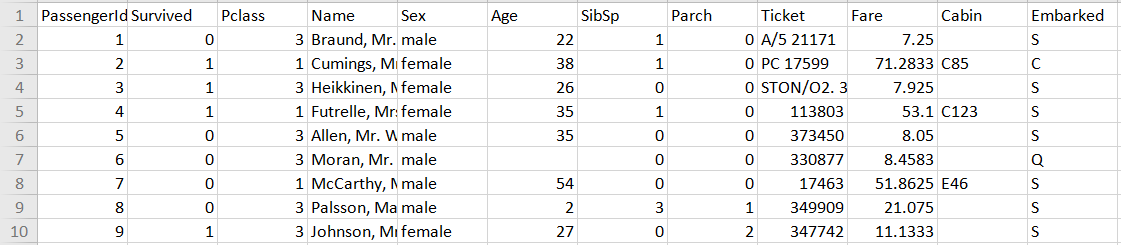 1 PassengerId Survived Pclass Name Sex Age SibSp Parch Ticket Fare Cabin Embarked
2 1 0 3 Braund, Mr. male 22 1 0 A/5 21171 7.25 S
3 2 1 1 Cumings, M female 38 1 0 PC 17599 71.2833 C85 C
4 3 1 3 Heikkinen, M female 26 0 0 STON/O2. 3 7.925 S
5 4 1 1 Futrelle, Mr female 35 1 0 113803 53.1 C123 S
6 5 0 3 Allen, Mr. W male 35 0 0 373450 8.05 S
7 6 0 3 Moran, Mr. male 0 0 330877 8.4583 Q
8 7 0 1 McCarthy, M male 54 0 0 17463 51.8625 E46 S
9 8 0 3 Palsson, Ma male 2 3 1 349909 21.075 S
10 9 1 3 Johnson, M female 27 0 2 347742 11.1333 S